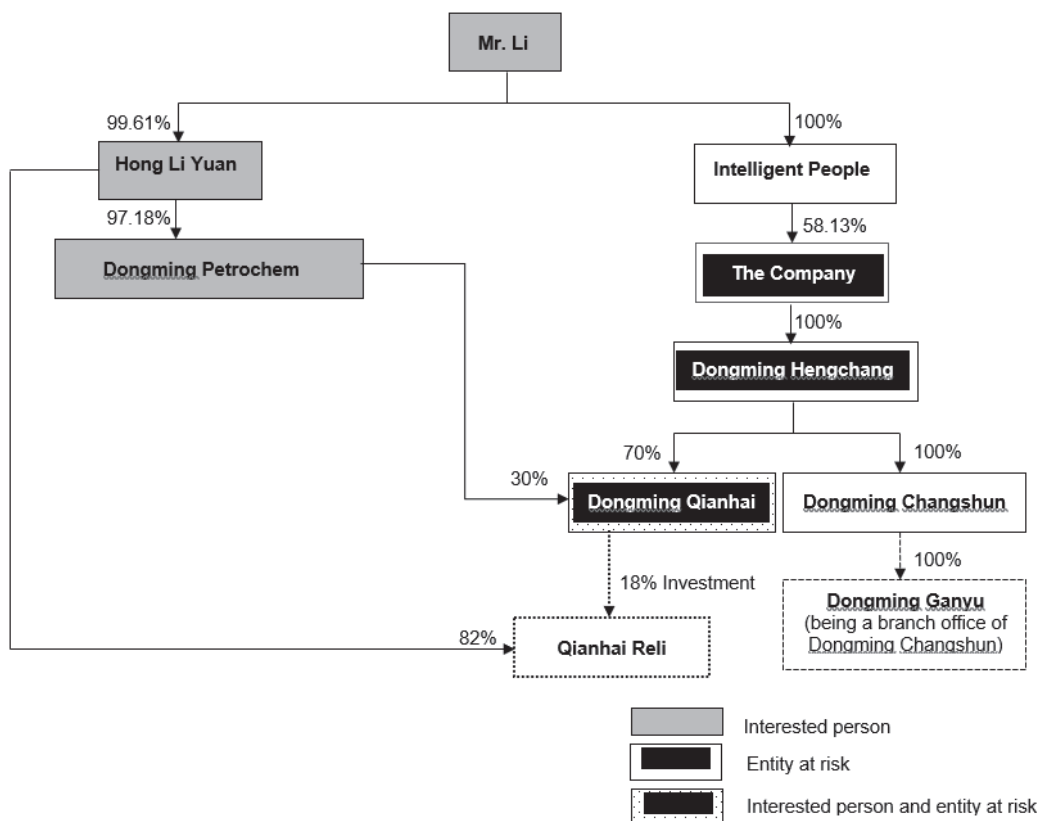 Mr. Li
99.61%
100%
Hong Li Yuan
Intelligent People
97.18%
58.13%
Dongming Petrochem
The Company
100%
Dongming Hengchang
70%
100%
30%
Dongming Qianhai
Dongming Changshun
100%
18% Investment
Dongming Ganyu
(being a branch office of
Dongming Changshun)
82%
Qianhai Reli
Interested person
Entity at risk
Interested person and entity at risk